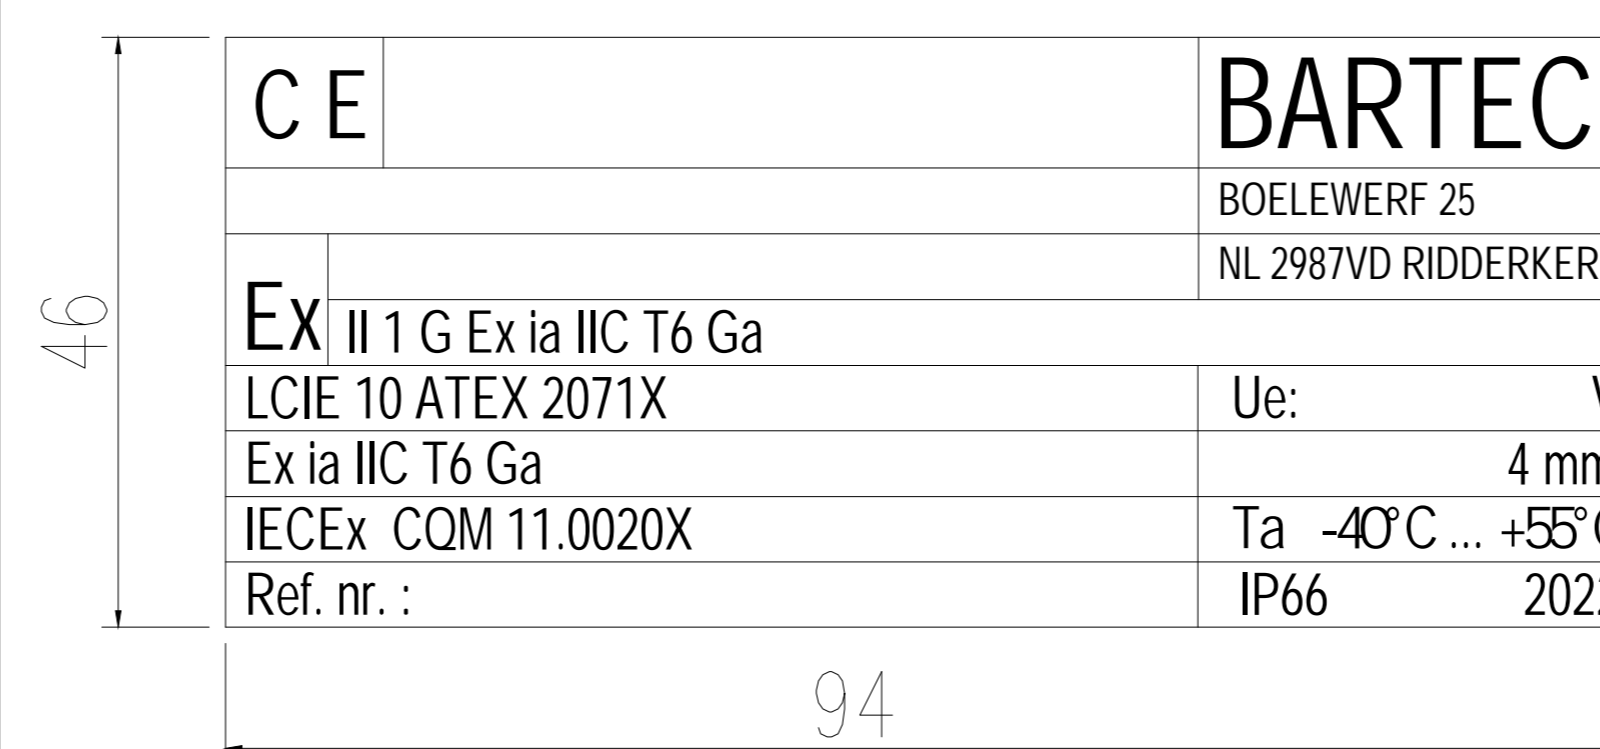 C E
BARTEC
BOELEWERF 25
NL 2987VD RIDDERKER
Ex II 1 G Ex ia IIC T6 Ga
LCIE 10 ATEX 2071X Ue:
Ex ia IIC T6 Ga 4 mm
IECEx CQM 11.0020X Ta -40°C ... +55°C
Ref. nr. : IP66 202
46
94